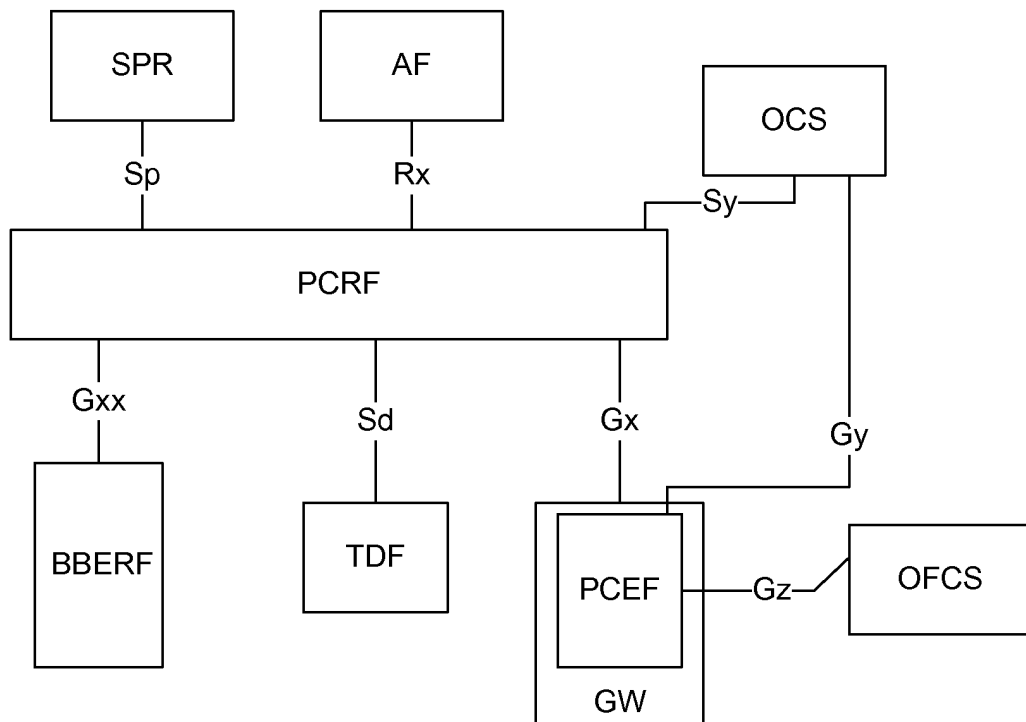 SPR
AF
OCS
Sp
Rx
Sy
PCRF
Gxx
Sd
Gx
Gy
BBERF
TDF
PCEF
Gz
OFCS
GW